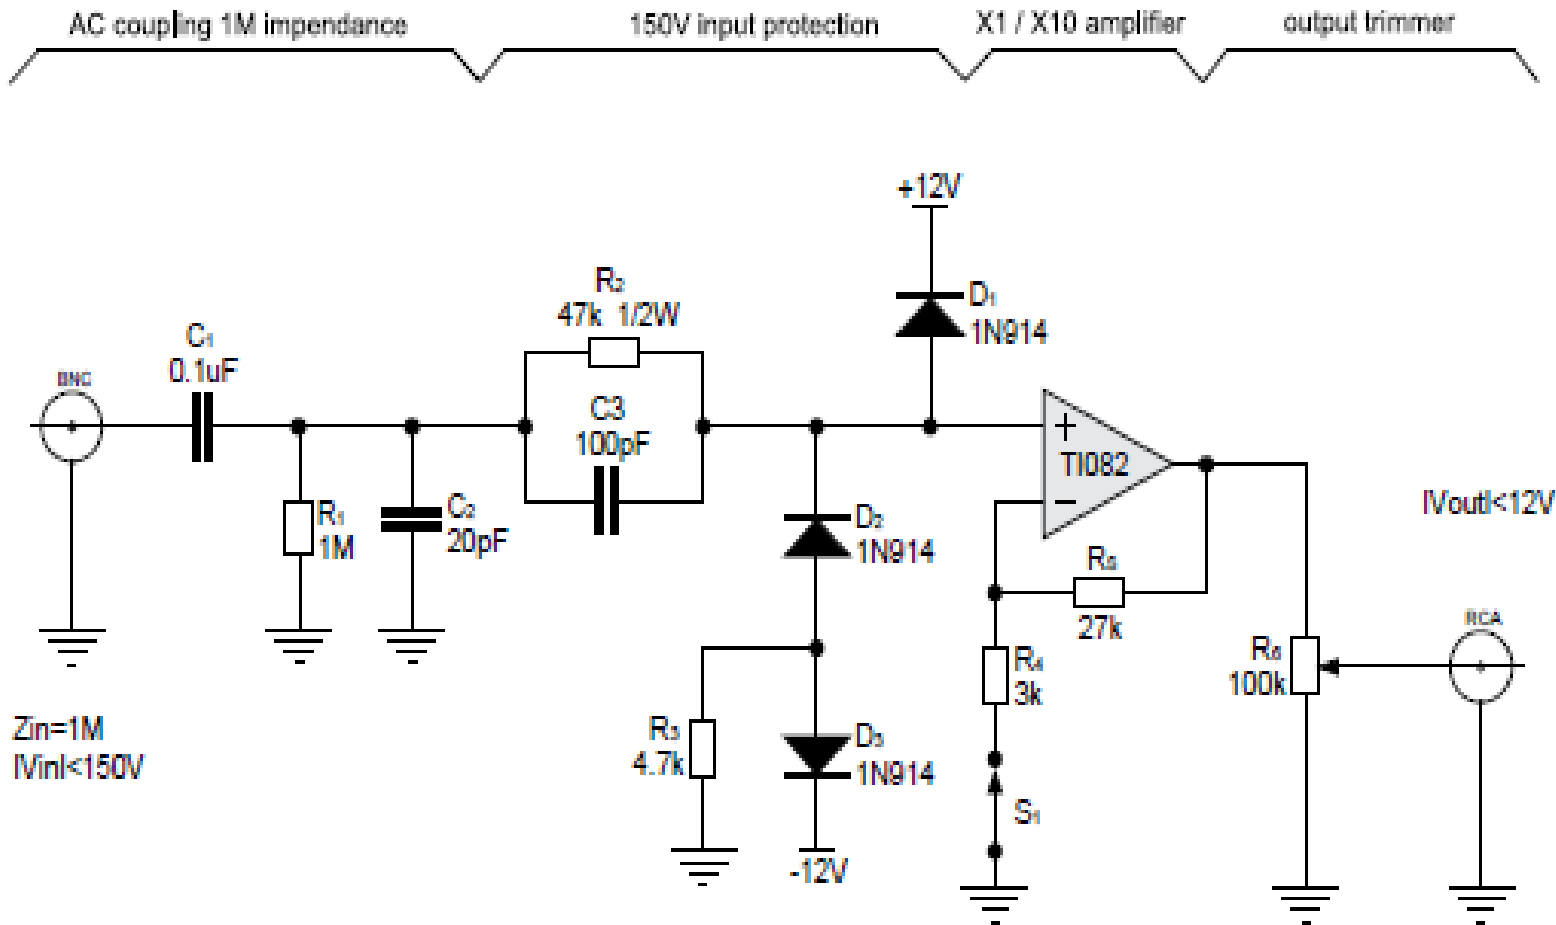 AC coupling 1M impendance
150V input protection
X1 / X10 amplifier
output trimmer
+12V
D1
1N914
R2
47k 1/2W
C1
0.1uF
BNC
C3
100pF
+
TI082
−
R1
1M
C2
20pF
D2
1N914
|Vout|<12V
R5
27k
RCA
R4
3k
R6
100k
Zin=1M
|Vin|<150V
R3
4.7k
D3
1N914
S1
-12V